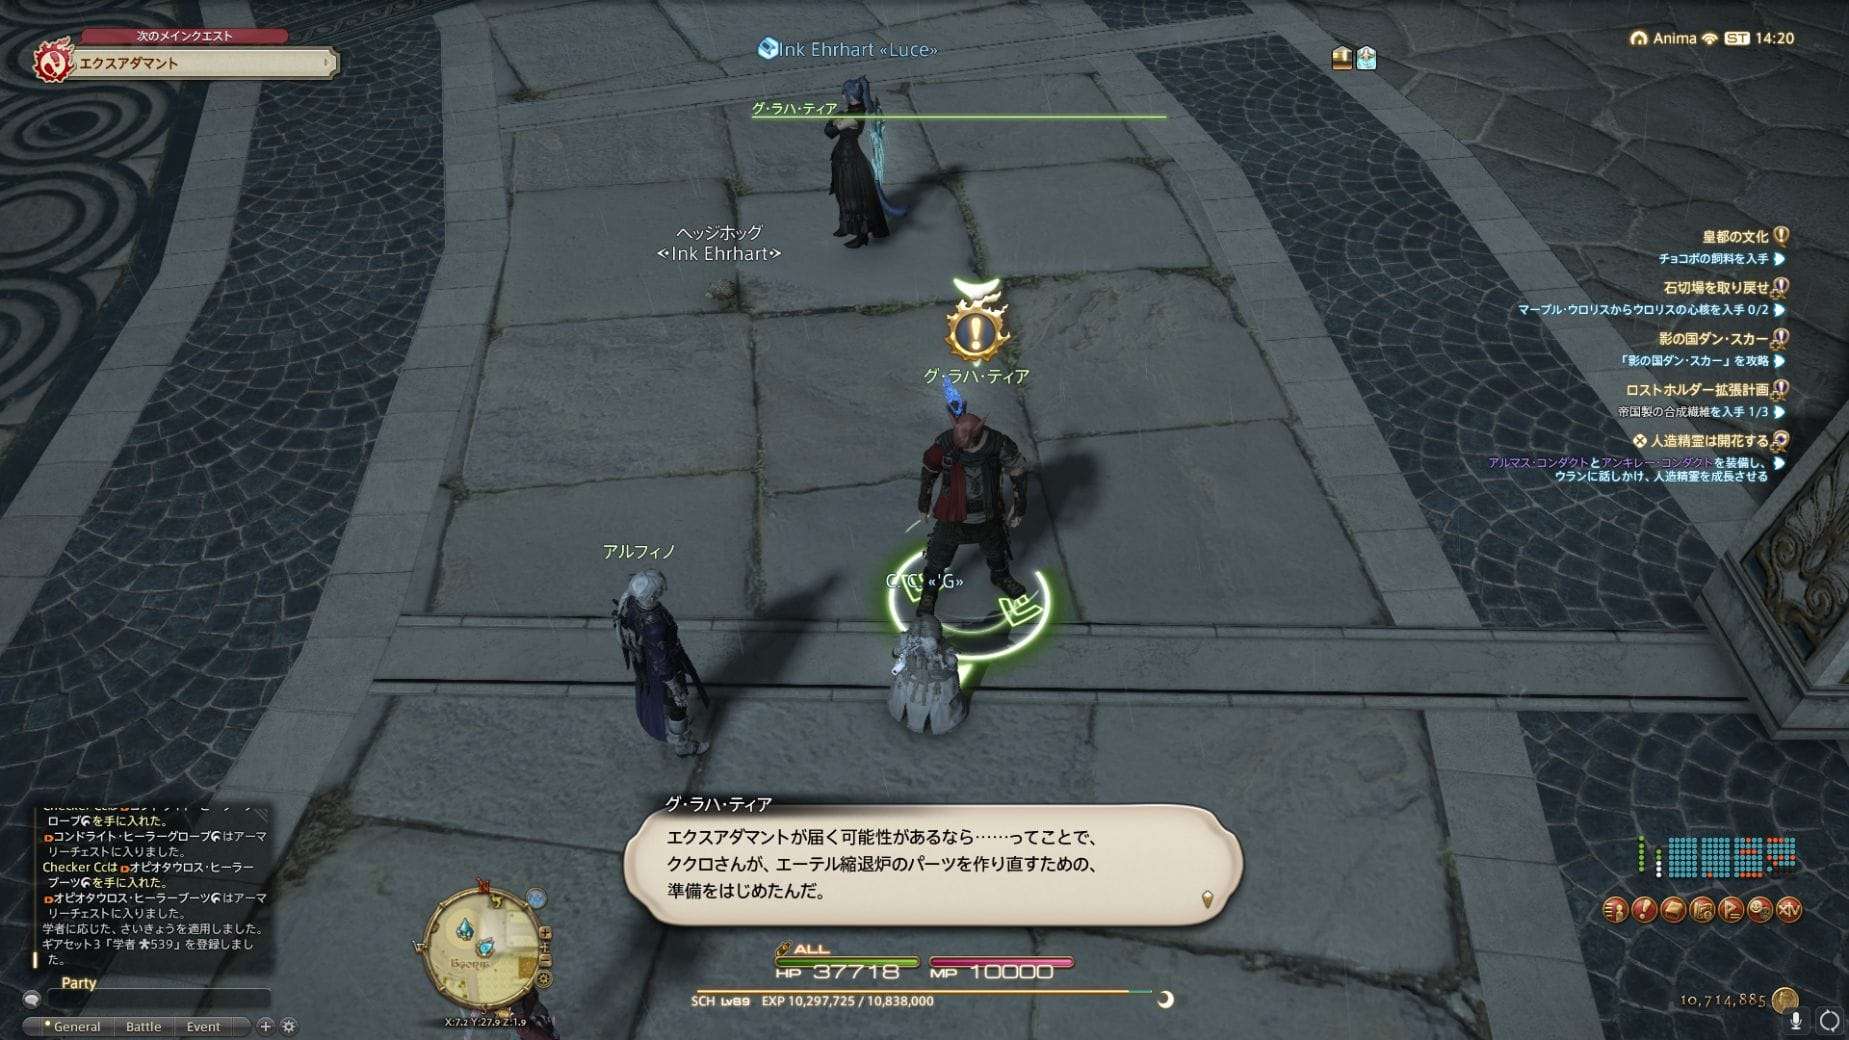 次のメインクエスト
エクスアダマント
Ink Ehrhart «Luce»
グ・ラハ・ティア
Anima
ST 14:20
ヘッジホッグ
<Ink Ehrhart>
皇都の文化
チョコボの飼料を入手
石切場を取り戻せ
マーブル・ウロリスからウロリスの心核を入手 0/2
影の国ダン・スカー
「影の国ダン・スカー」を攻略
ロストホルダー拡張計画
帝国製の合成繊維を入手 1/3
人造精霊は開花する
アルマス・コンダクトとアンキレー・コンダクトを装備し、
ウランに話しかけ、人造精霊を成長させる
グ・ラハ・ティア
アルフィノ
グ・ラハ・ティア
エクスアダマントが届く可能性があるなら……ってことで、
ククロさんが、エーテル縮退炉のパーツを作り直すための、
準備をはじめたんだ。
ローブを手に入れた。
コンドライト・ヒーラーグローブはアーマ
リーチェストに入りました。
Checker Ccは オピオタウロス・ヒーラー
ブーツを手に入れた。
オピオタウロス・ヒーラーブーツはアーマ
リーチェストに入りました。
学者に応じた、さいきょうを適用しました。
ギアセット3「学者 539」を登録しまし
た。
Party
General Battle Event
X:7.2 Y:27.9 Z:1.9
ALL
HP 37718 MP 10000
SCH Lv89 EXP 10,297,725 / 10,838,000
10,714,885